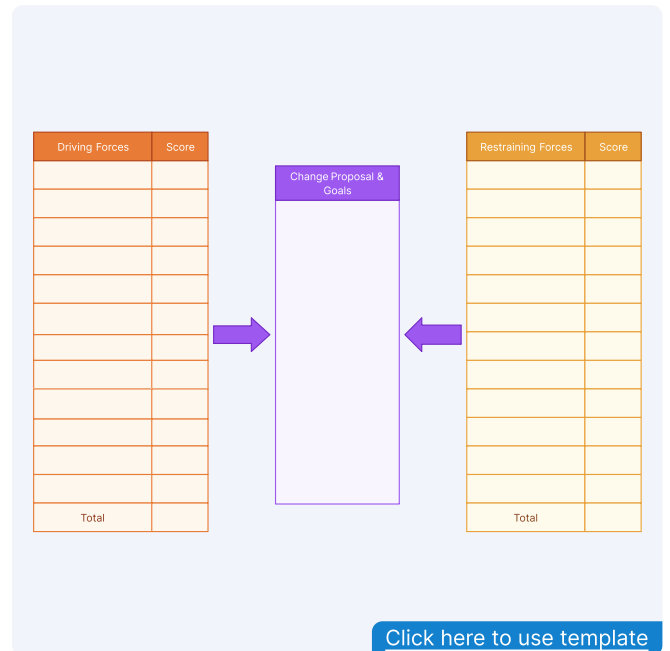 Driving Forces Score
Restraining Forces Score
Change Proposal &
Goals
Total
Total
Click here to use template